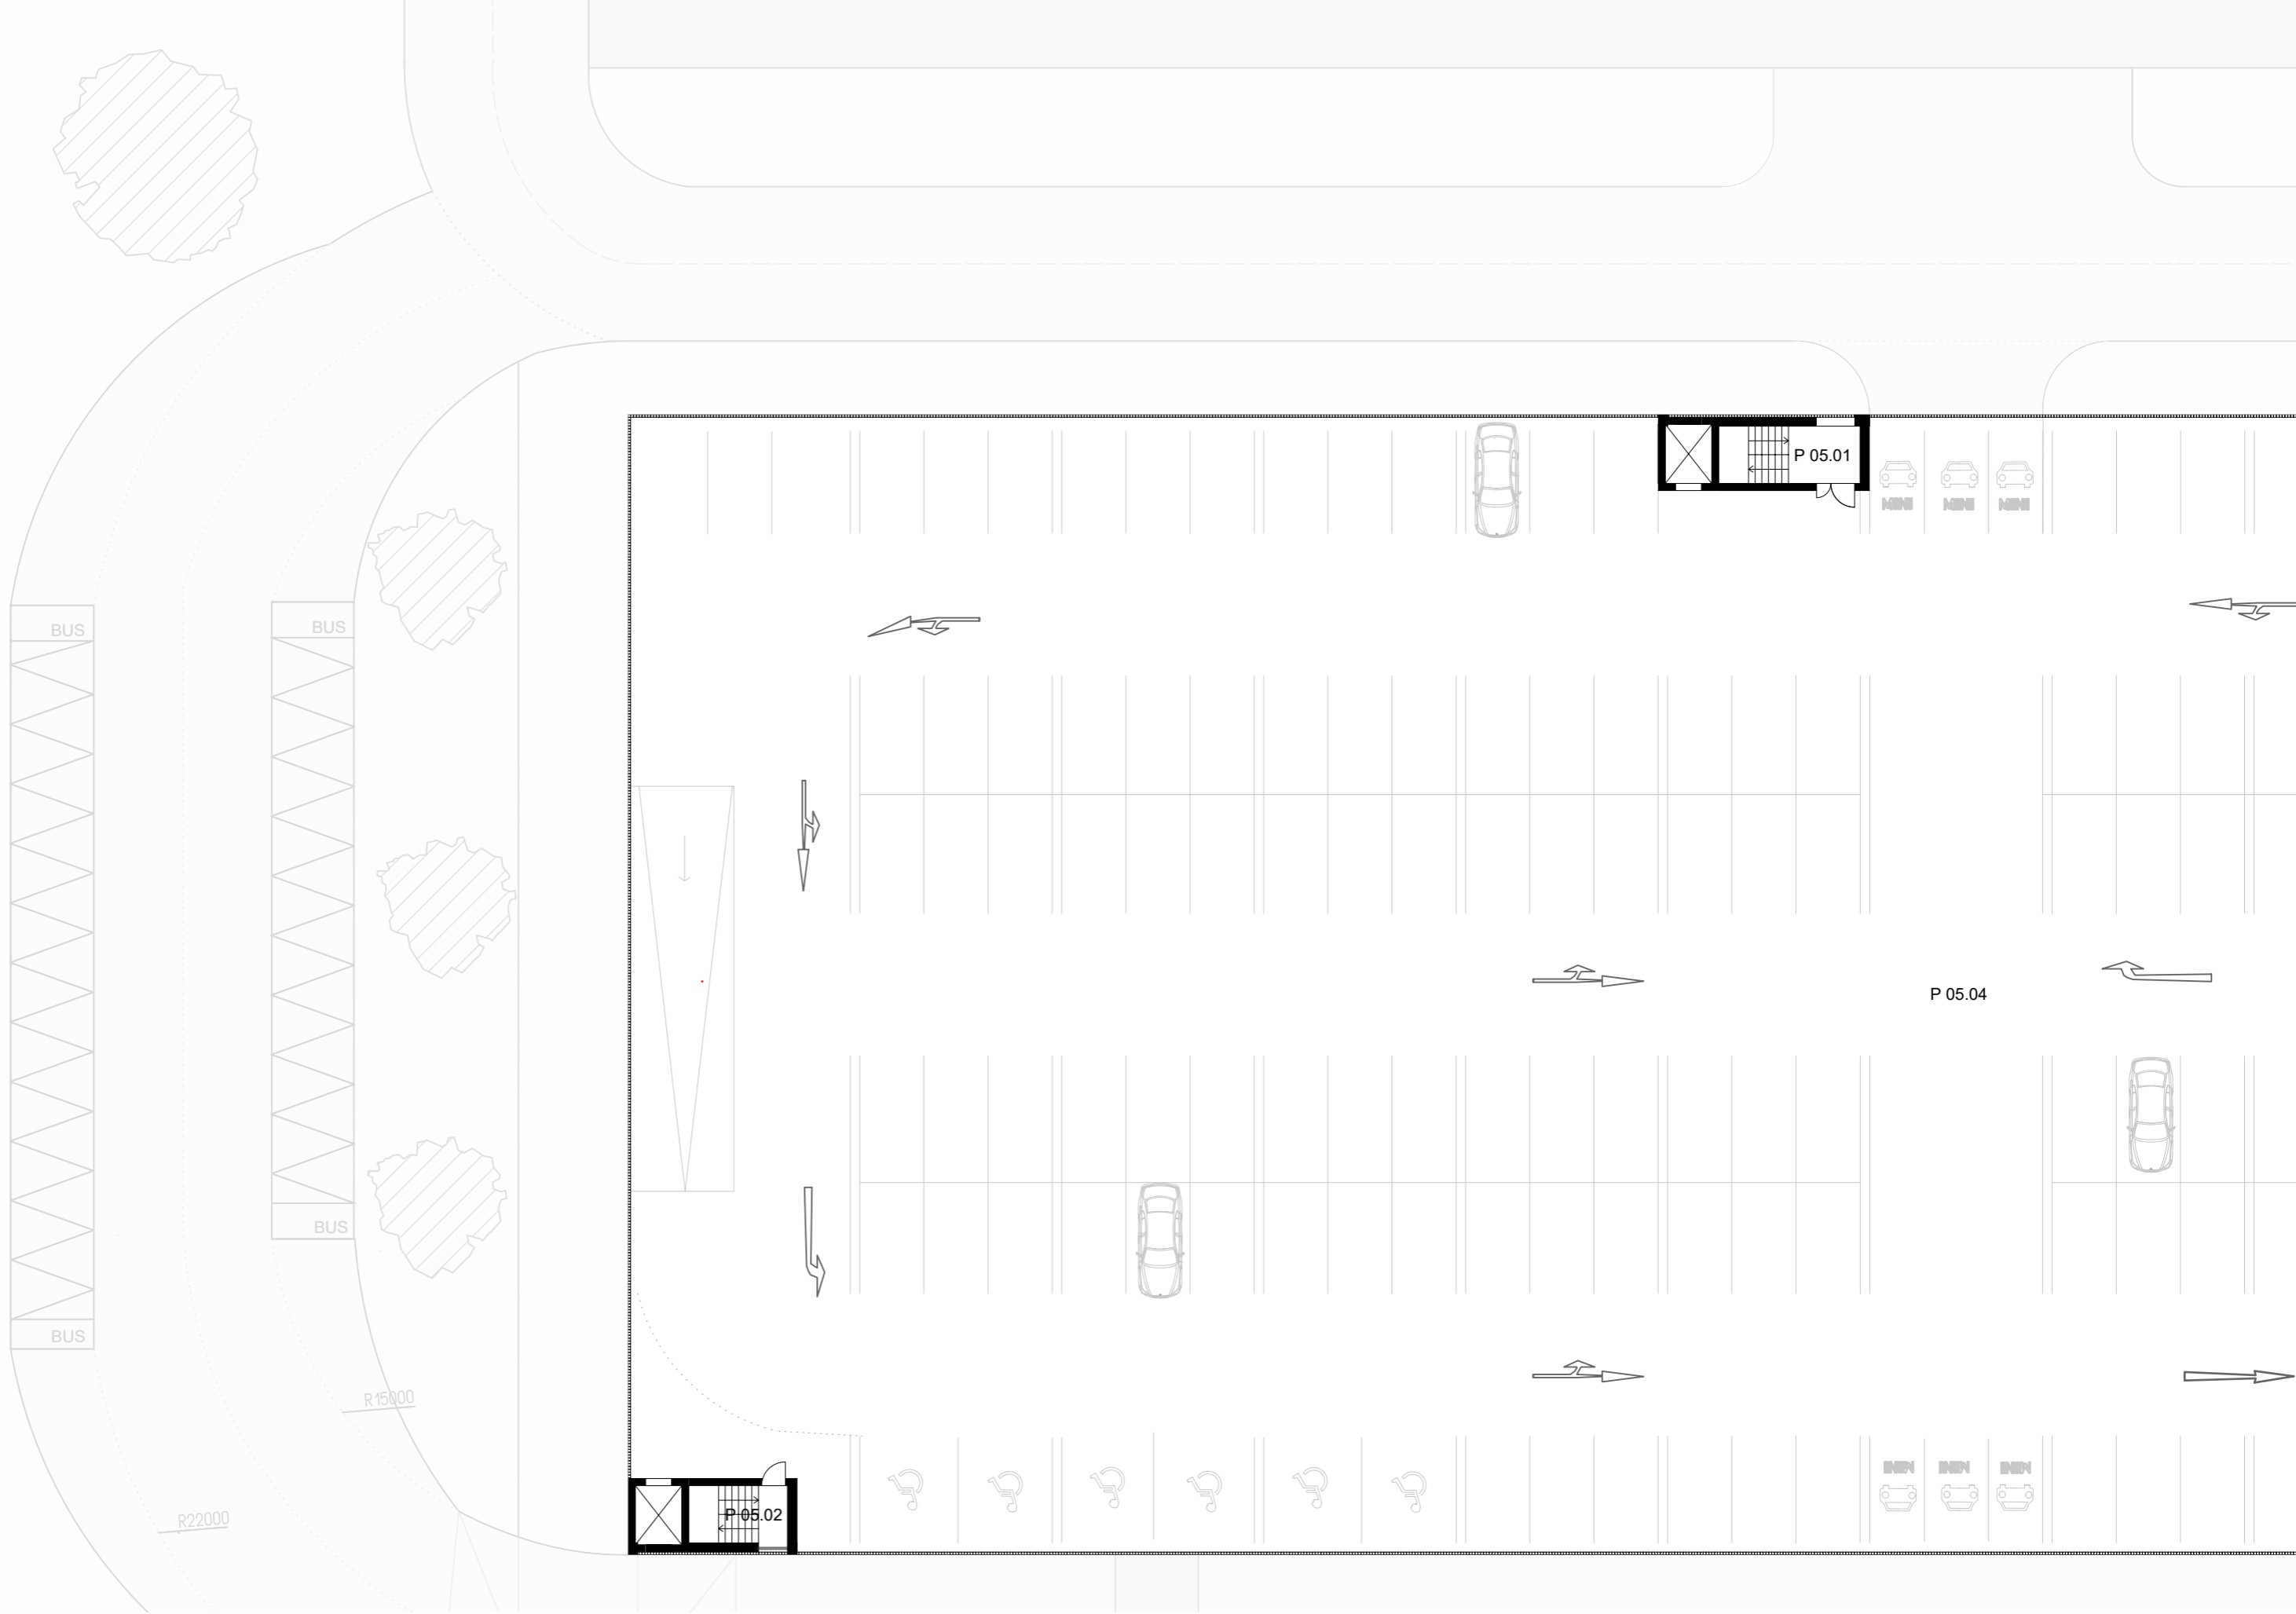 P 05.01
MINI MINI MINI
BUS
BUS
P 05.04
BUS
BUS
R15000
MINI MINI MINI
P 05.02
R22000